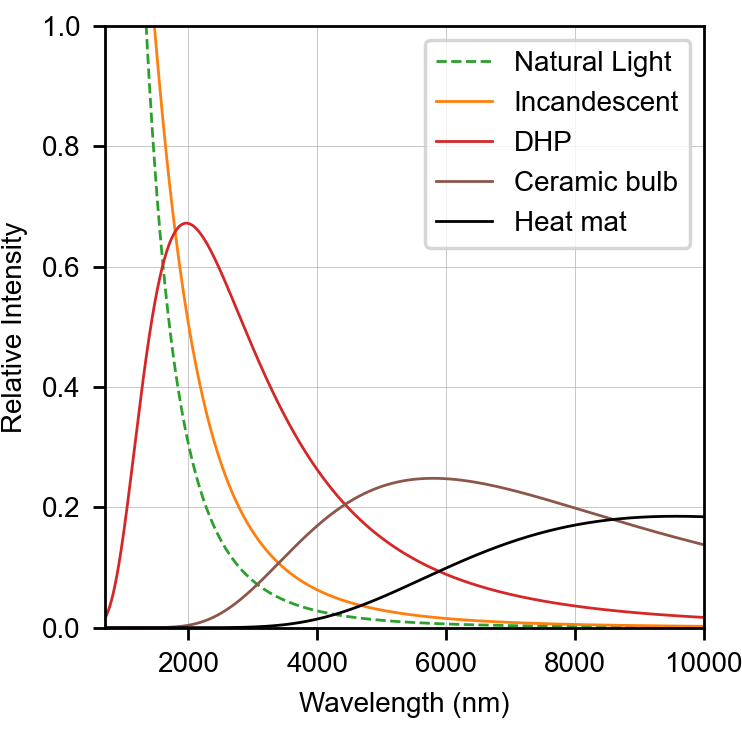 1.0
0.8
0.6
0.4
0.2
0.0
Relative Intensity
Natural Light
Incandescent
DHP
Ceramic bulb
Heat mat
2000 4000 6000 8000 10000
Wavelength (nm)